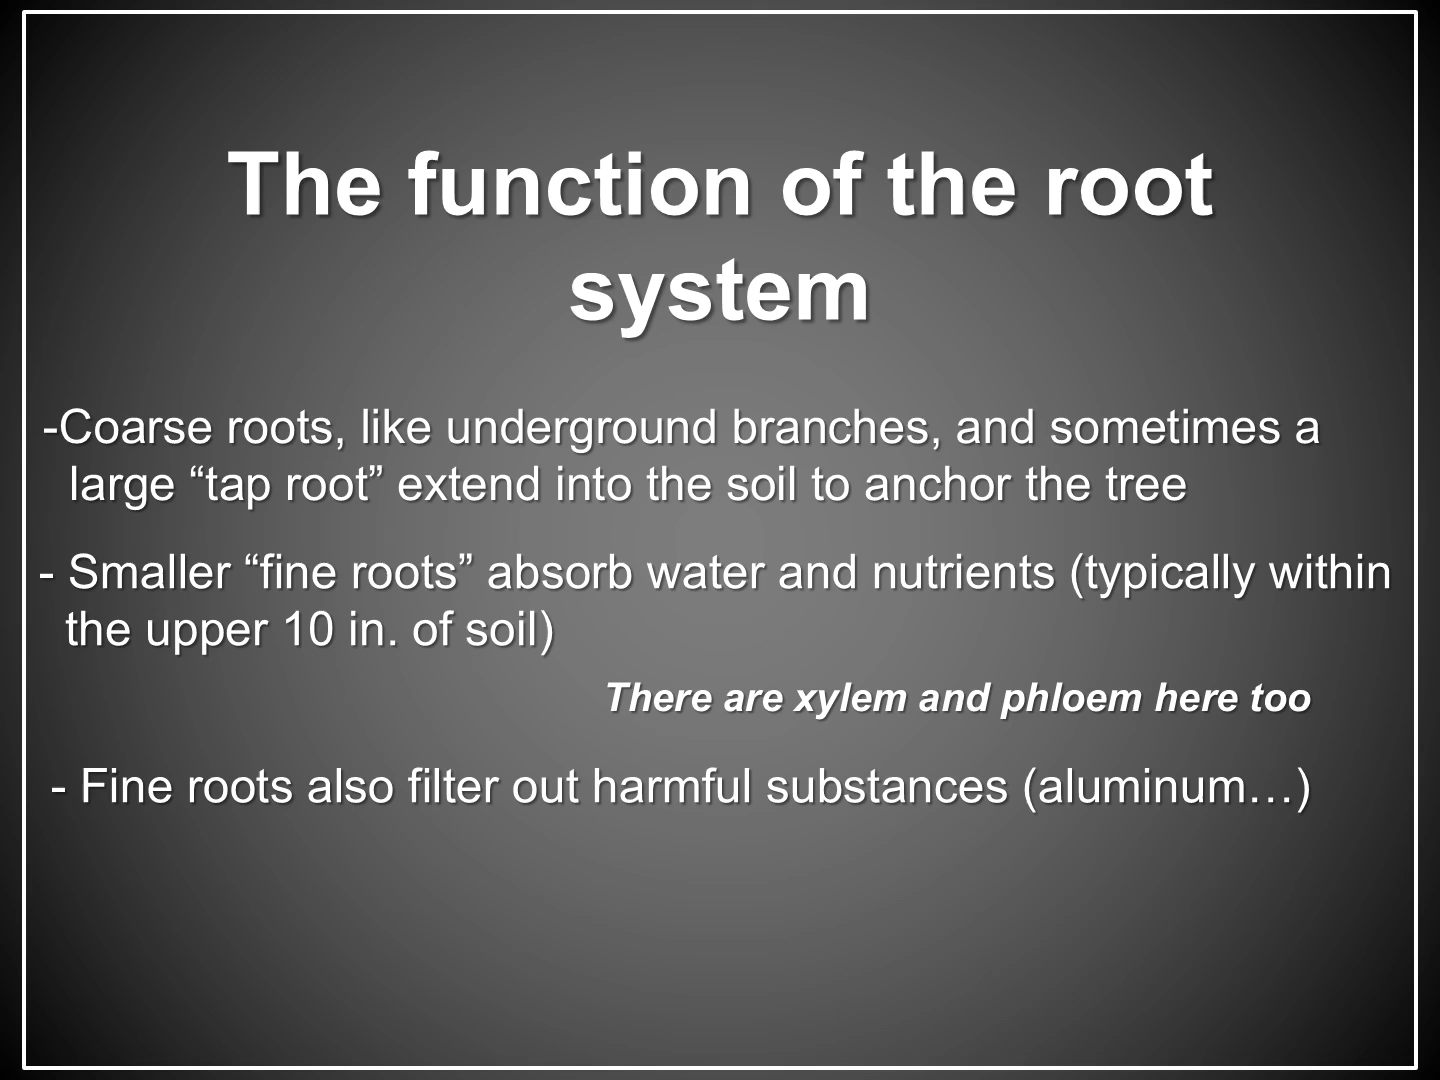 The function of the root
system
-Coarse roots, like underground branches, and sometimes a
large “tap root” extend into the soil to anchor the tree
- Smaller “fine roots” absorb water and nutrients (typically within
the upper 10 in. of soil)
There are xylem and phloem here too
- Fine roots also filter out harmful substances (aluminum…)